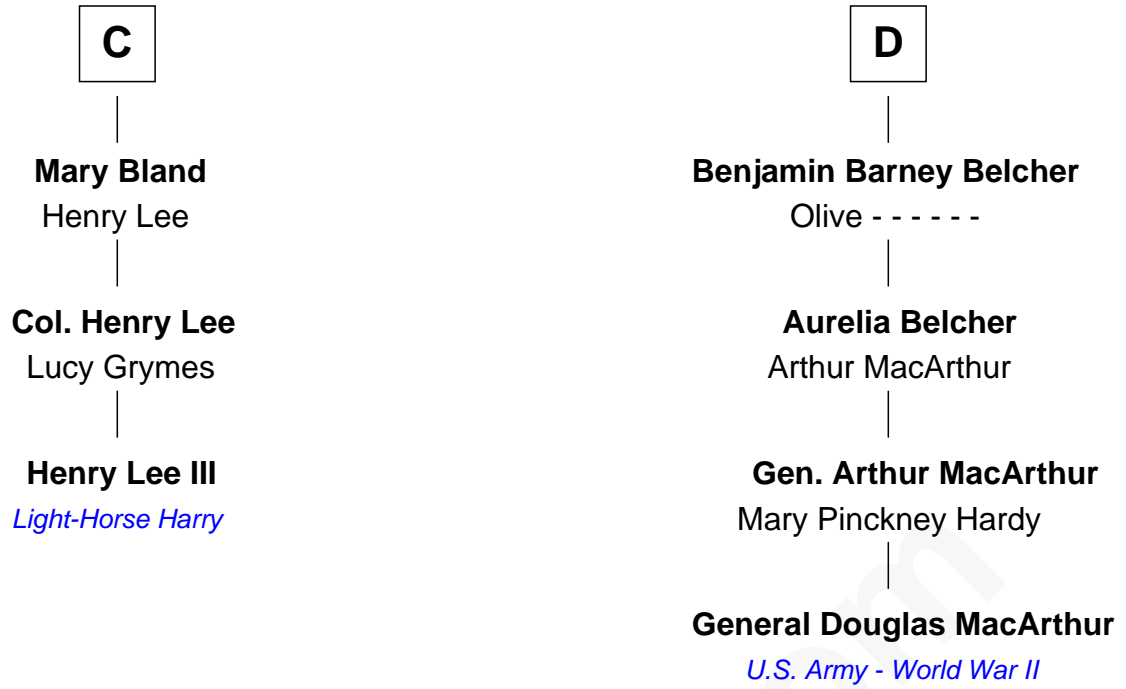 C
Mary Bland
Henry Lee
Col. Henry Lee
Lucy Grymes
Henry Lee III
Light-Horse Harry
D
Benjamin Barney Belcher
Olive - - - - - -
Aurelia Belcher
Arthur MacArthur
Gen. Arthur MacArthur
Mary Pinckney Hardy
General Douglas MacArthur
U.S. Army - World War II